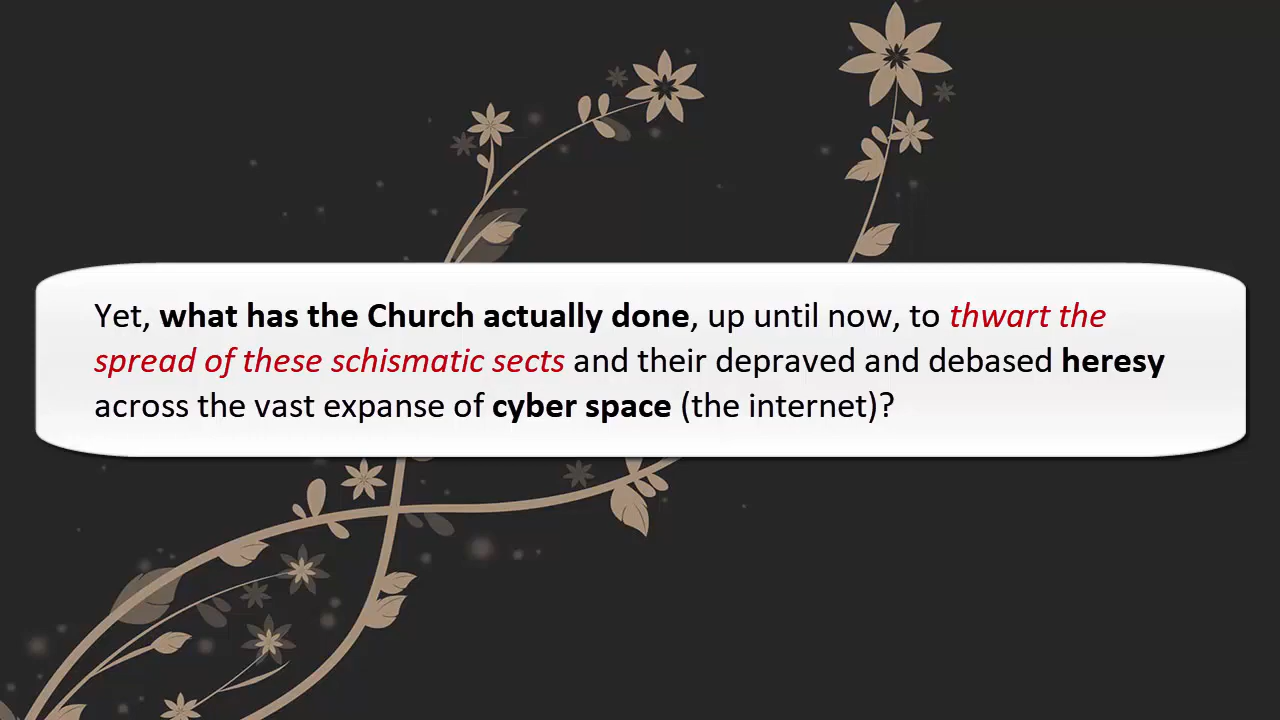 Yet, what has the Church actually done, up until now, to thwart the
spread of these schismatic sects and their depraved and debased heresy
across the vast expanse of cyber space (the internet)?